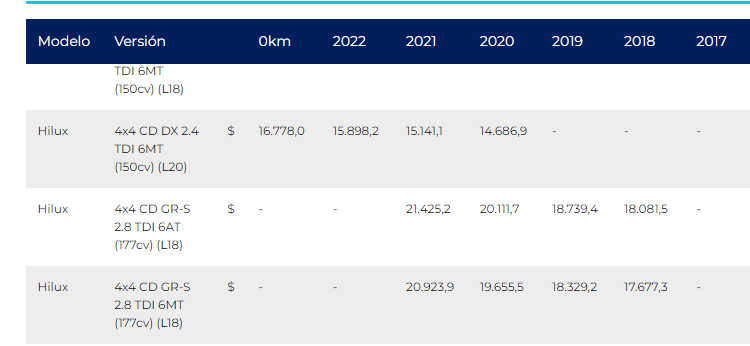 Modelo Versión 0km 2022 2021 2020 2019 2018 2017
TDI 6MT
(150cv) (L18)
Hilux 4x4 CD DX 2.4 $ 16.778,0 15.898,2 15.141,1 14.686,9 - - -
TDI 6MT
(150cv) (L20)
Hilux 4x4 CD GR-S $ - - 21.425,2 20.111,7 18.739,4 18.081,5 -
2.8 TDI 6AT
(177cv) (L18)
Hilux 4x4 CD GR-S $ - - 20.923,9 19.655,5 18.329,2 17.677,3 -
2.8 TDI 6MT
(177cv) (L18)